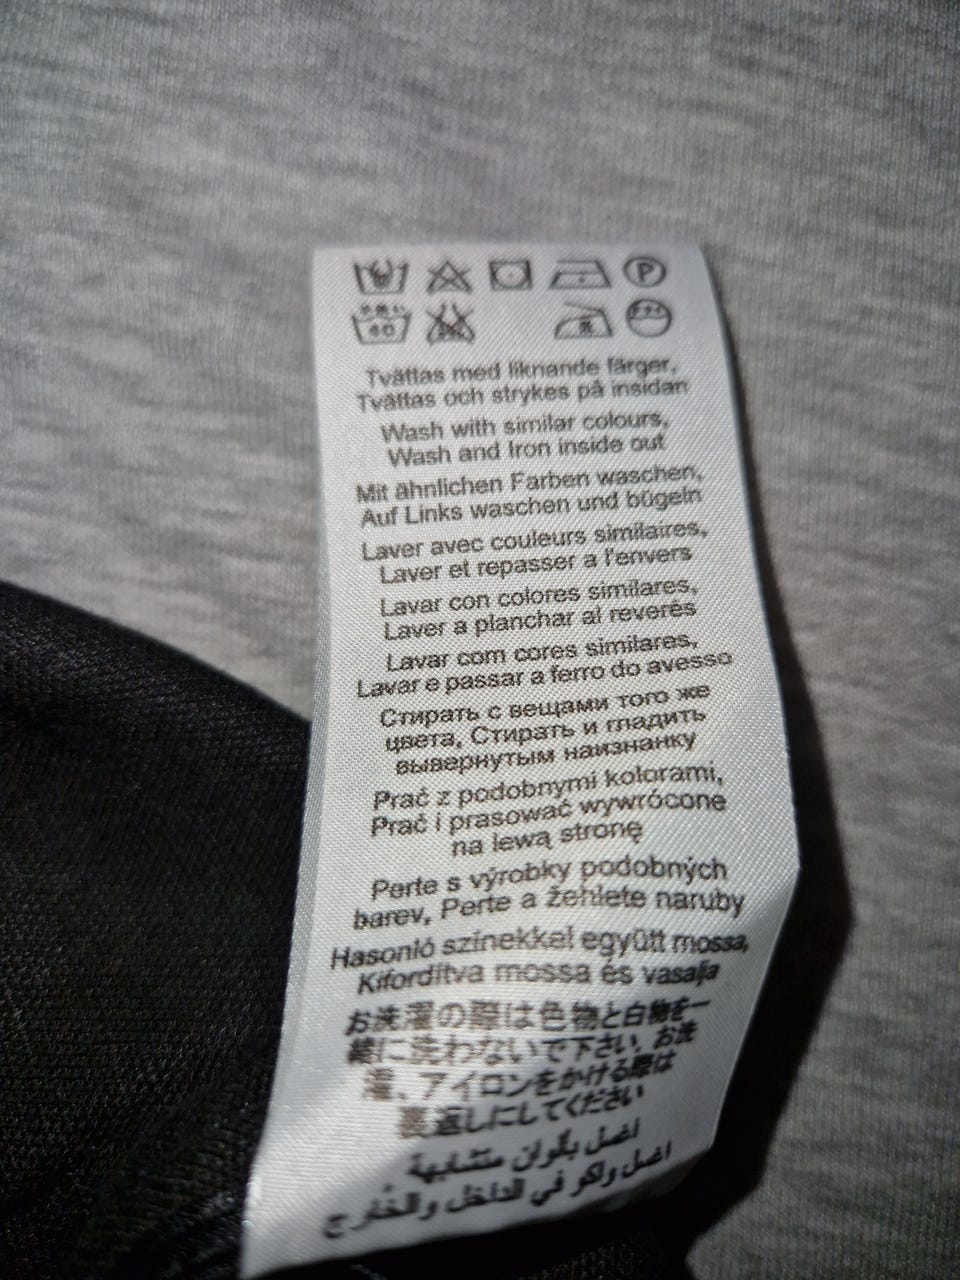 P
40
Tvättas med liknande färger,
Tvättas och strykes på insidan
Wash with similar colours,
Wash and Iron inside out
Mit ähnlichen Farben waschen,
Auf Links waschen und bügeln
Laver avec couleurs similaires,
Laver et repasser a l'envers
Lavar con colores similares,
Laver a planchar al reverés
Lavar com cores similares,
Lavar e passar a ferro do avesso
Стирать с вещами того же
цвета, Стирать и гладить
вывернутым наизнанку
Prać z podobnymi kolorami,
Prać i prasować wywrócone
na lewą stronę
Perte s výrobky podobných
barev, Perte a žehlete naruby
Hasonló színekkel együtt mossa,
Kifordítva mossa és vasalja
お洗濯の際は色物と白物を一
緒に洗わないで下さい, お洗
濯、アイロンをかける際は
裏返しにしてください
اغسل بألوان متشابهة
اغسل واكو في الداخل والخارج